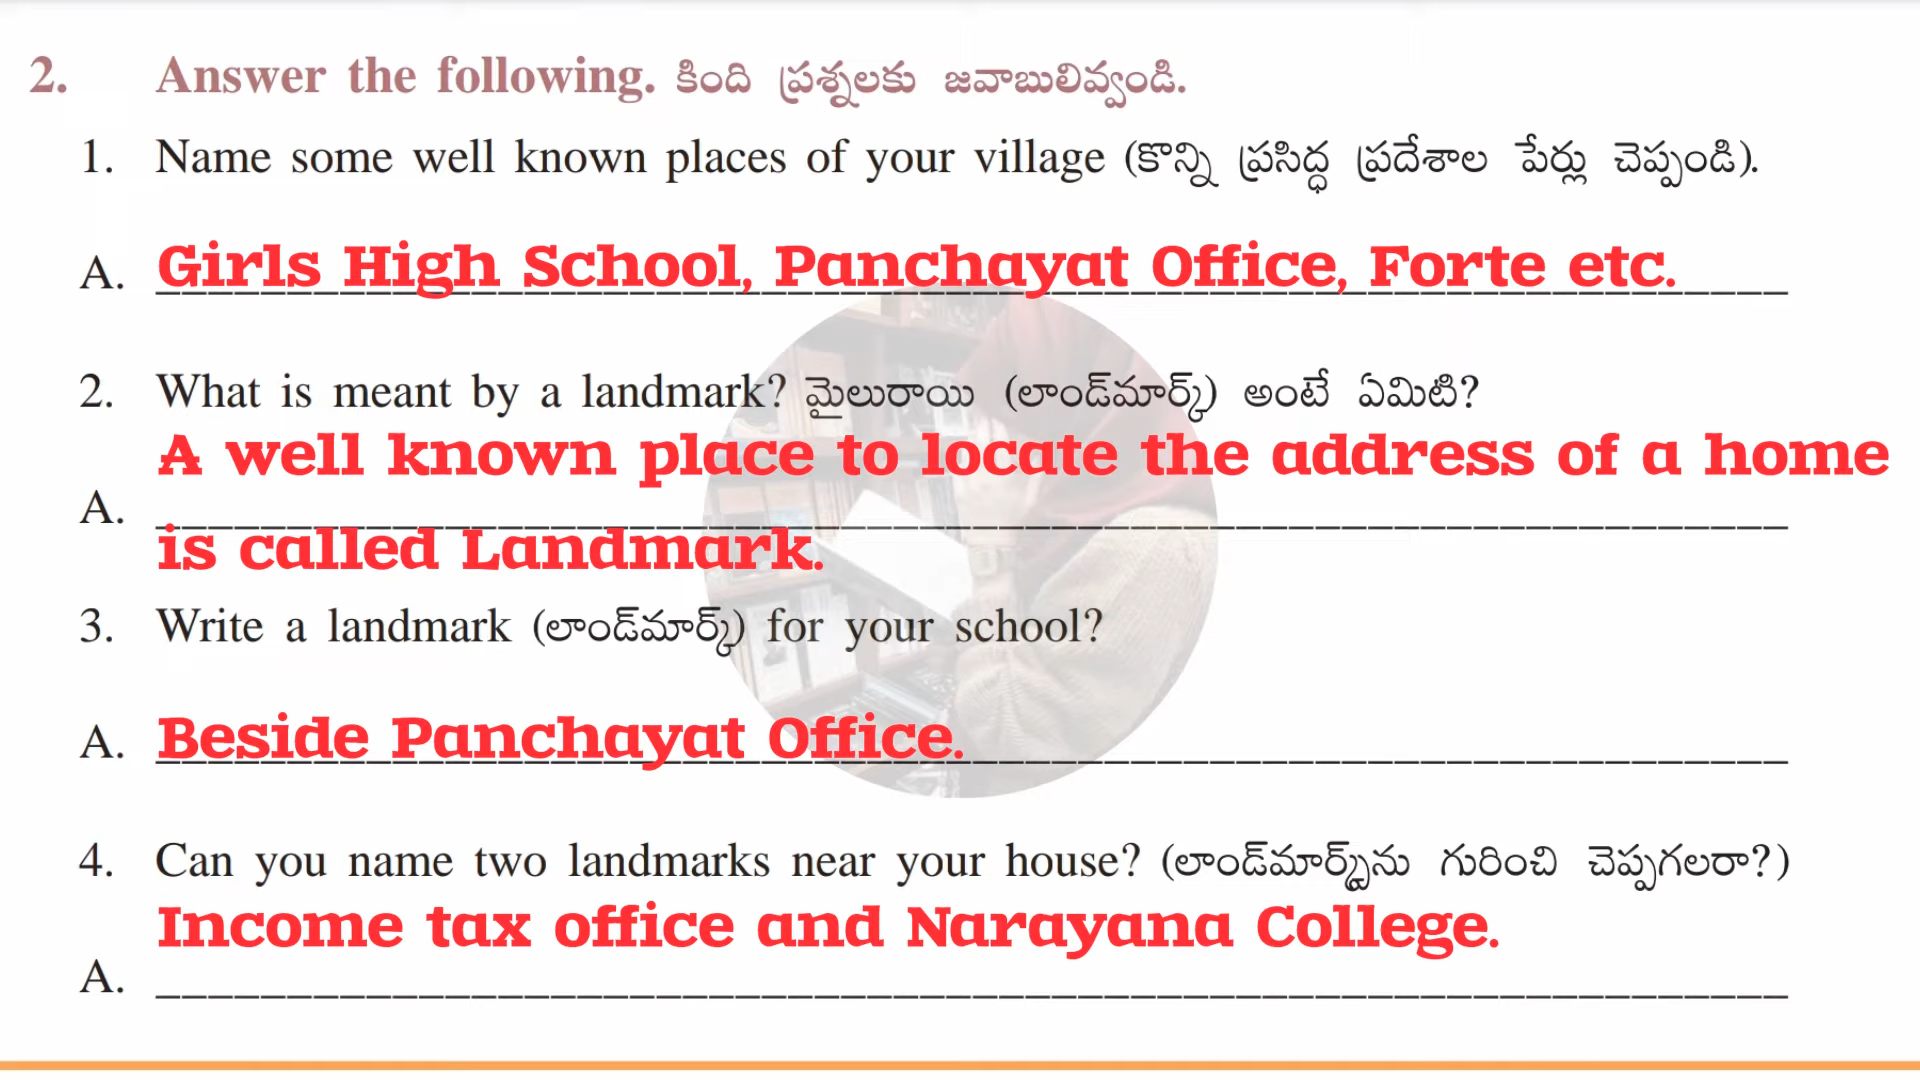 2. Answer the following. కింది ప్రశ్నలకు జవాబులివ్వండి.
1. Name some well known places of your village (కొన్ని ప్రసిద్ధ ప్రదేశాల పేర్లు చెప్పండి).
A. Girls High School, Panchayat Office, Forte etc.
2. What is meant by a landmark? మైలురాయి (లాండ్‌మార్క్) అంటే ఏమిటి?
A well known place to locate the address of a home
A.
is called Landmark.
3. Write a landmark (లాండ్‌మార్క్) for your school?
A. Beside Panchayat Office.
4. Can you name two landmarks near your house? (లాండ్‌మార్క్‌ను గురించి చెప్పగలరా?)
Income tax office and Narayana College.
A.